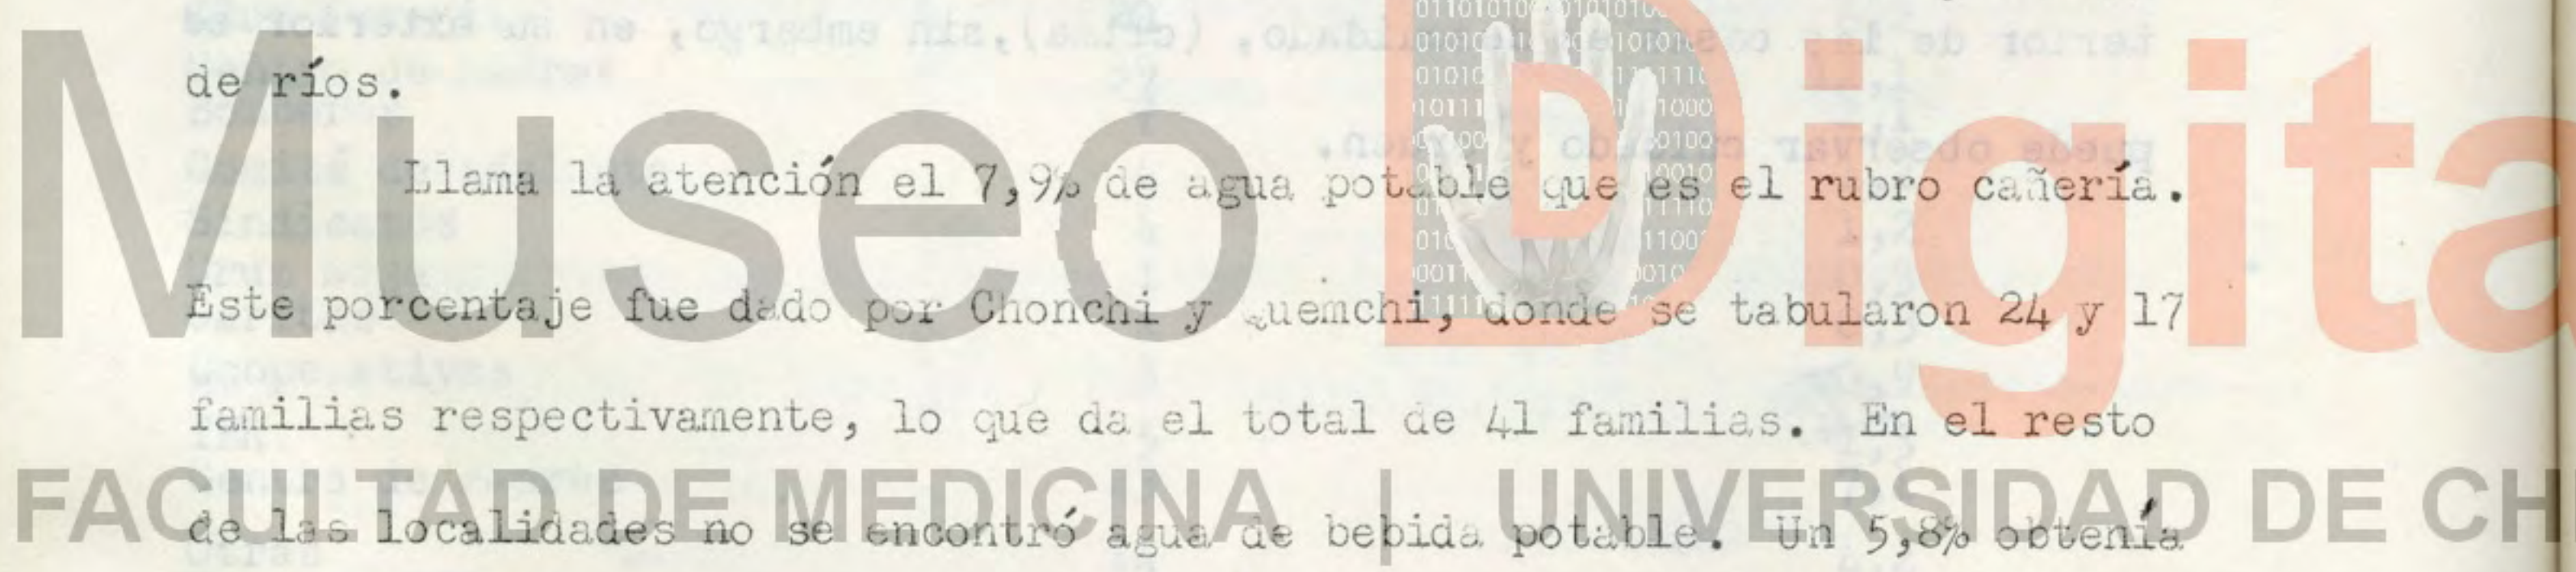 de ríos.
Llama la atención el 7,9% de agua potable que es el rubro cañería.
Este porcentaje fue dado por Chonchi y Quemchi, donde se tabularon 24 y 17
familias respectivamente, lo que da el total de 41 familias. En el resto
de las localidades no se encontró agua de bebida potable. Un 5,8% obtenía
Museo Digita
FACULTAD DE MEDICINA | UNIVERSIDAD DE CH